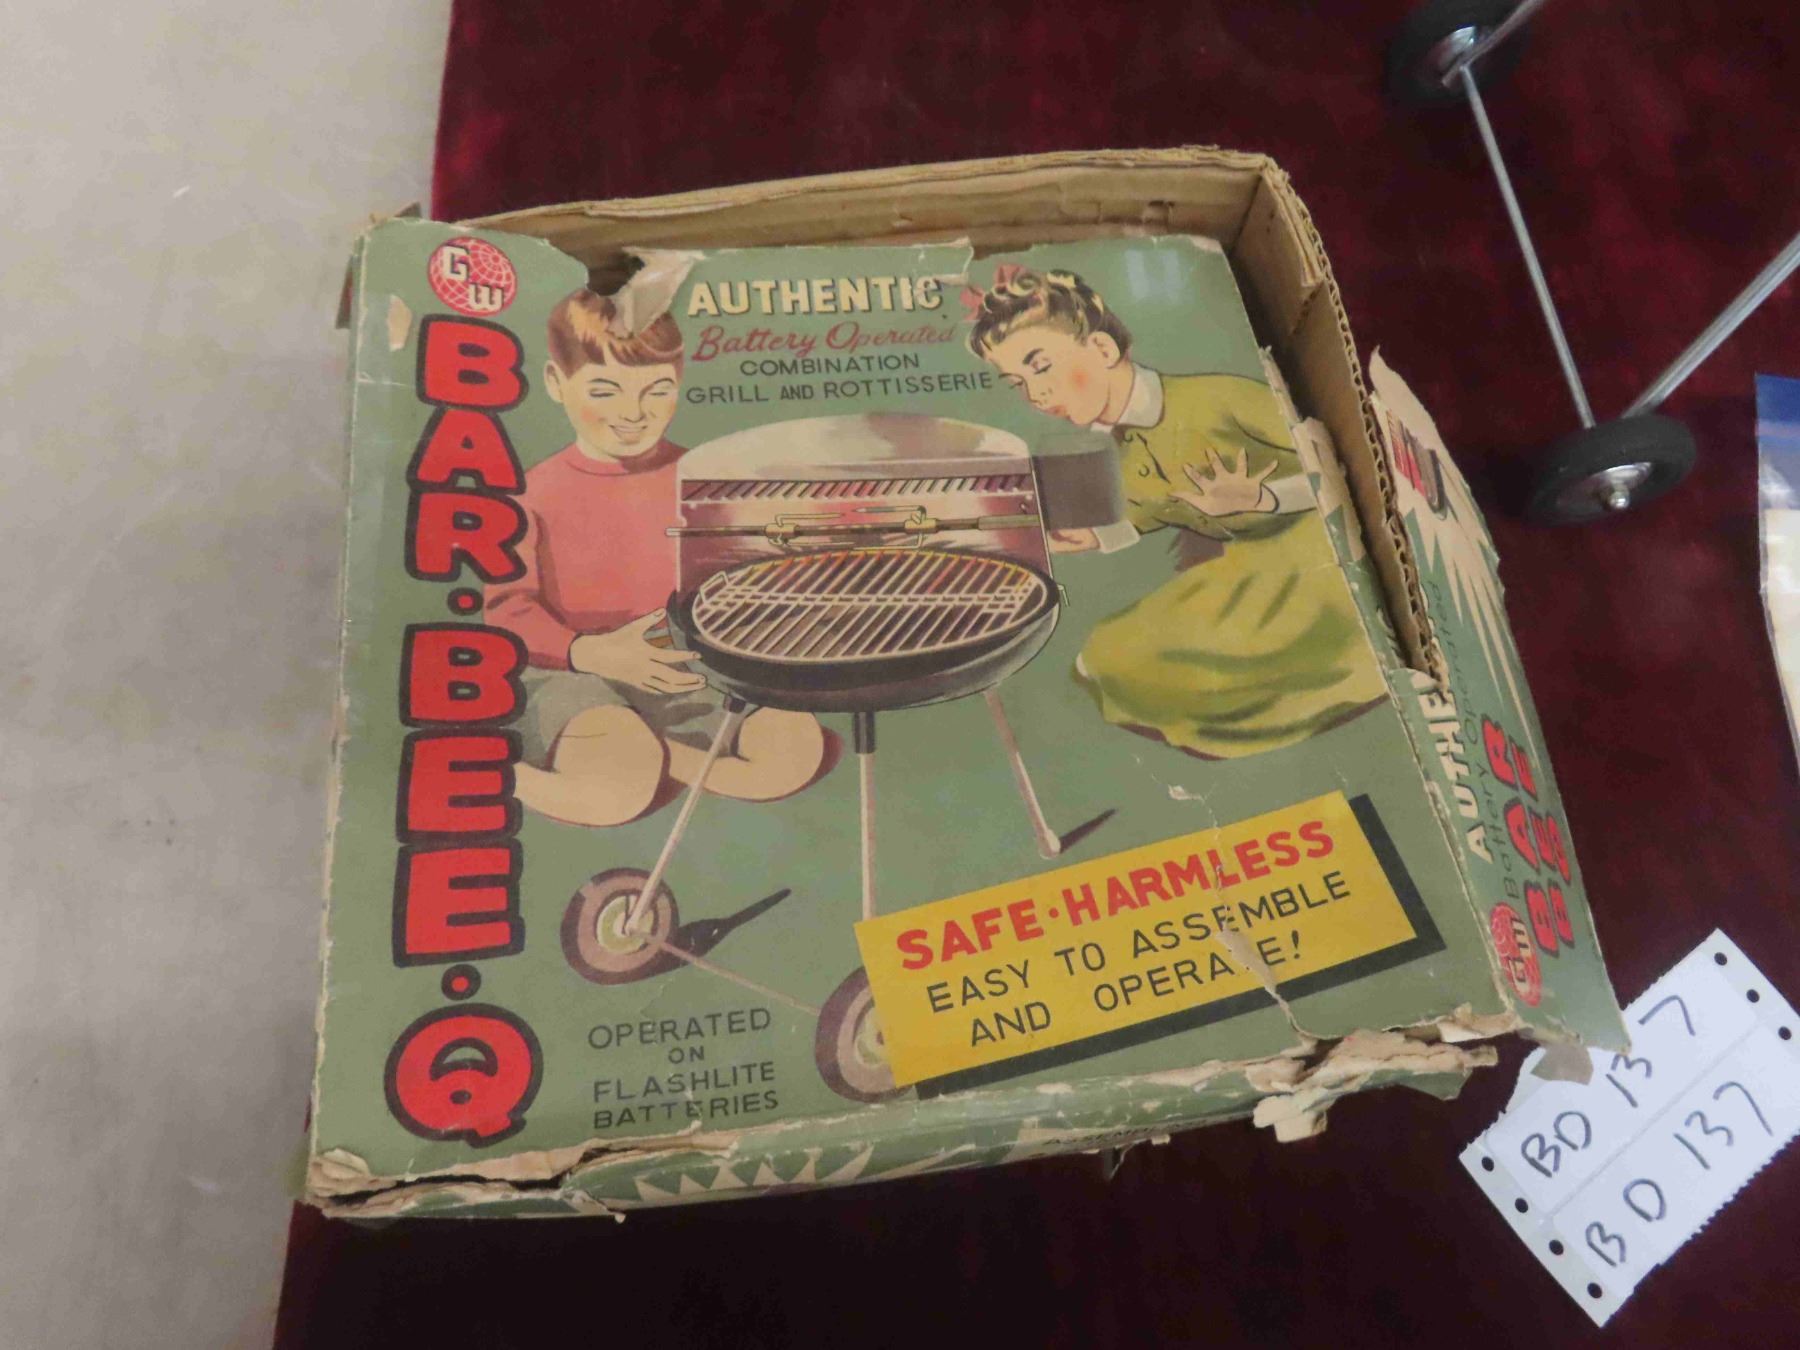 GW
BAR·BEE·Q
AUTHENTIC
Battery Operated
COMBINATION
GRILL AND ROTTISSERIE
SAFE·HARMLESS
EASY TO ASSEMBLE
AND OPERATE!
OPERATED
ON
FLASHLITE
BATTERIES
Battery Operated
BAR
GW
BD 137
BD 137